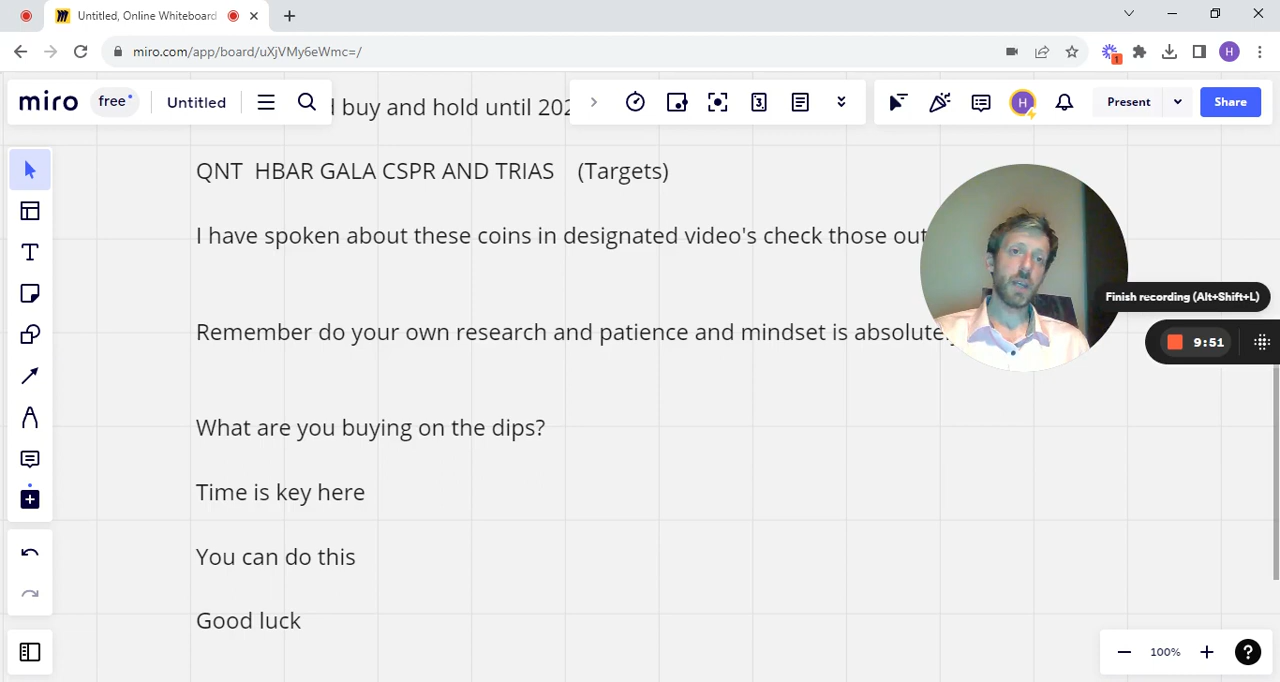 Untitled, Online Whiteboard
miro.com/app/board/uXjVMy6eWmc=/
1
H
miro free Untitled
3
H
Present
Share
buy and hold until 202
QNT HBAR GALA CSPR AND TRIAS (Targets)
I have spoken about these coins in designated video's check those out
Finish recording (Alt+Shift+L)
Remember do your own research and patience and mindset is
9:51
What are you buying on the dips?
Time is key here
You can do this
Good luck
100%
?